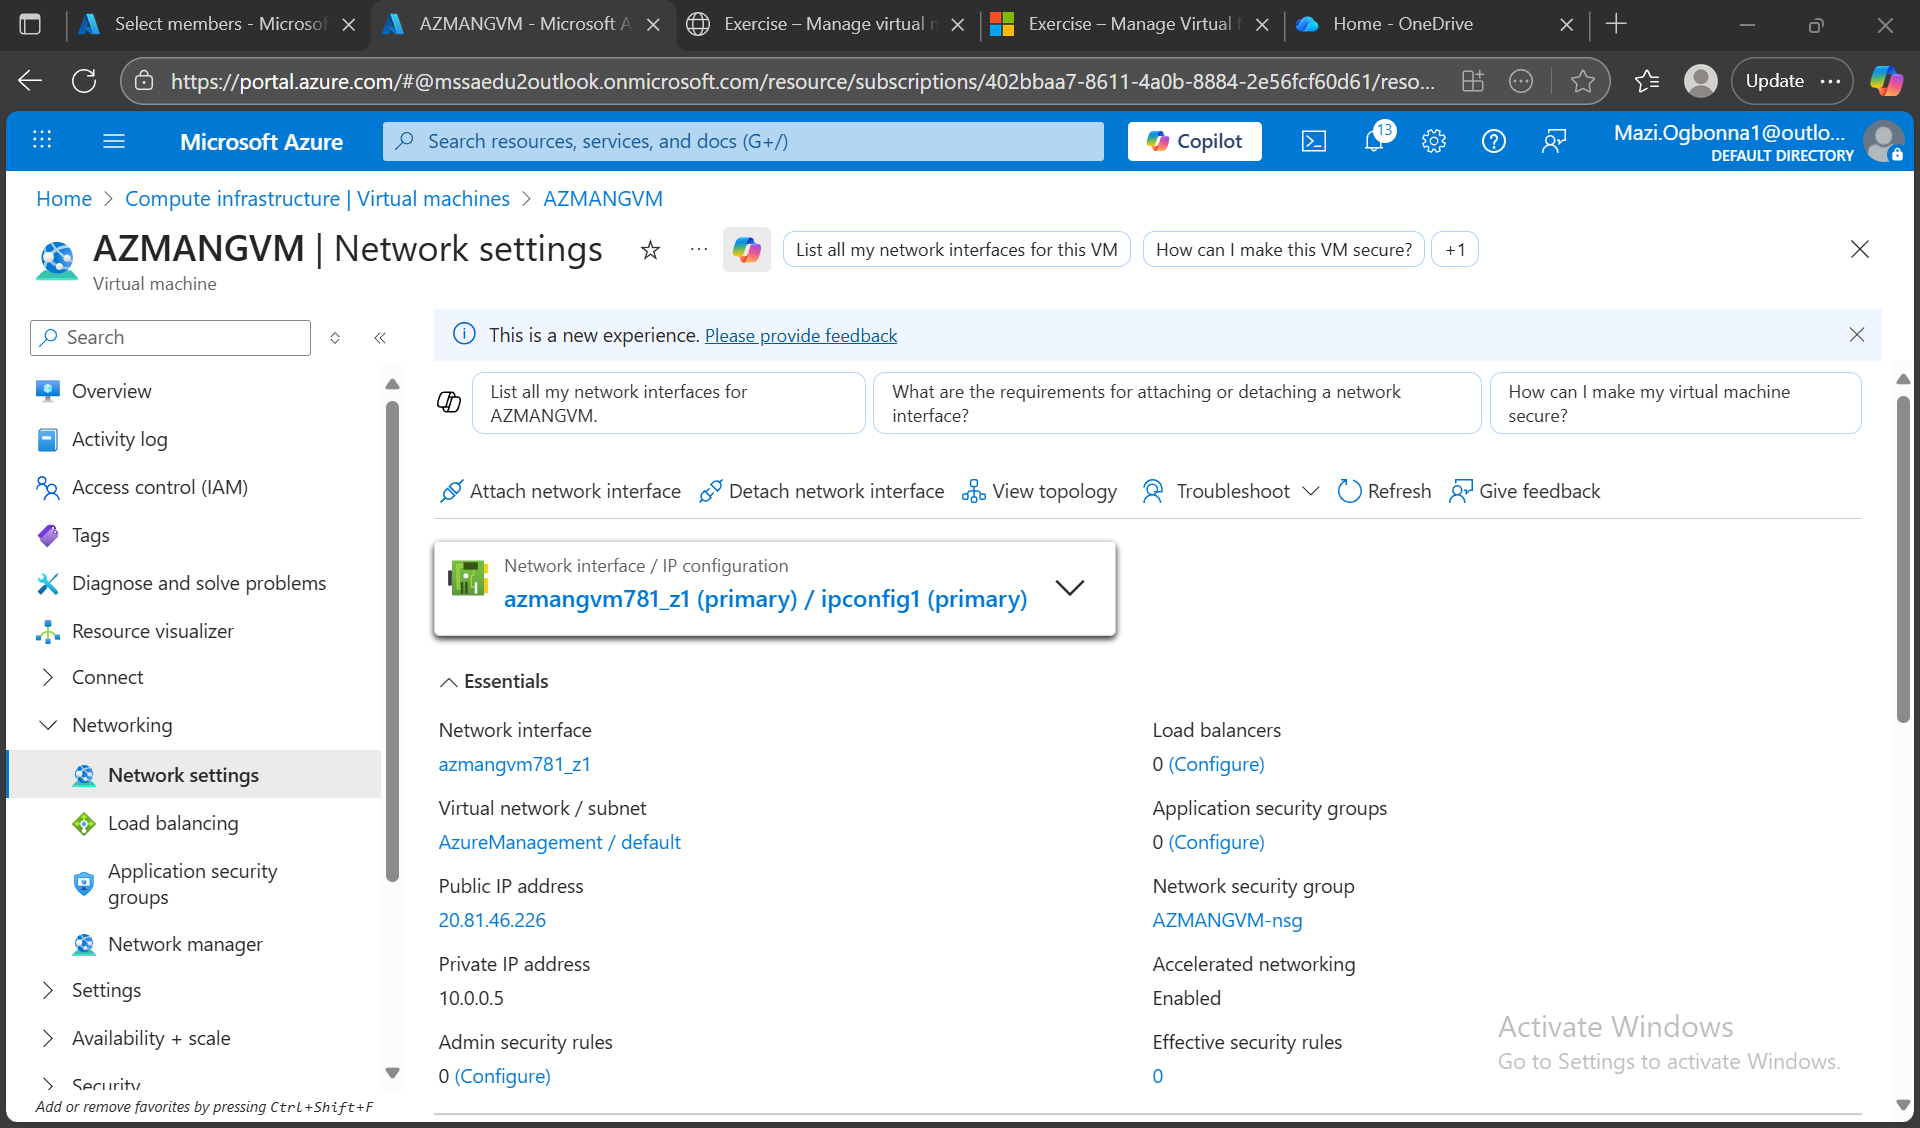 Select members - Microsof
AZMANGVM - Microsoft A
Exercise – Manage virtual n
Exercise – Manage Virtual N
Home - OneDrive
https://portal.azure.com/#@mssaedu2outlook.onmicrosoft.com/resource/subscriptions/402bbaa7-8611-4a0b-8884-2e56fcf60d61/reso...
Update
Microsoft Azure
Search resources, services, and docs (G+/)
Copilot
13
Mazi.Ogbonna1@outlo...
DEFAULT DIRECTORY
Home > Compute infrastructure | Virtual machines > AZMANGVM
AZMANGVM | Network settings
Virtual machine
List all my network interfaces for this VM
How can I make this VM secure?
+1
Search
This is a new experience. Please provide feedback
Overview
Activity log
Access control (IAM)
Tags
Diagnose and solve problems
Resource visualizer
Connect
Networking
Network settings
Load balancing
Application security
groups
Network manager
Settings
Availability + scale
Security
Add or remove favorites by pressing Ctrl+Shift+F
List all my network interfaces for
AZMANGVM.
What are the requirements for attaching or detaching a network
interface?
How can I make my virtual machine
secure?
Attach network interface
Detach network interface
View topology
Troubleshoot
Refresh
Give feedback
Network interface / IP configuration
azmangvm781_z1 (primary) / ipconfig1 (primary)
Essentials
Network interface
azmangvm781_z1
Virtual network / subnet
AzureManagement / default
Public IP address
20.81.46.226
Private IP address
10.0.0.5
Admin security rules
0 (Configure)
Load balancers
0 (Configure)
Application security groups
0 (Configure)
Network security group
AZMANGVM-nsg
Accelerated networking
Enabled
Effective security rules
0
Activate Windows
Go to Settings to activate Windows.